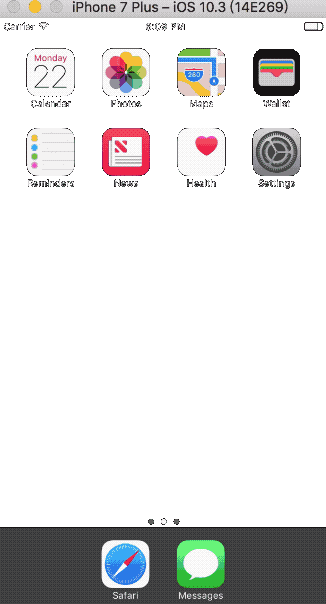 iPhone 7 Plus – iOS 10.3 (14E269)
Carrier
Monday
22
280
Calendar Photos Maps Wallet
Reminders News Health Settings
Safari Messages